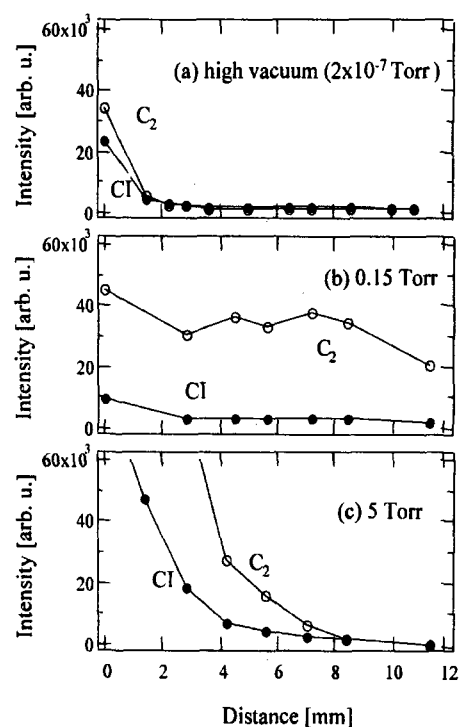 60x10³
(a) high vacuum (2x10⁻⁷ Torr)
40
C₂
20
CI
0
Intensity [arb. u.]
60x10³
(b) 0.15 Torr
40
C₂
20
CI
0
Intensity [arb. u.]
60x10³
40
(c) 5 Torr
C₂
20
CI
0
Intensity [arb. u.]
0 2 4 6 8 10 12
Distance [mm]